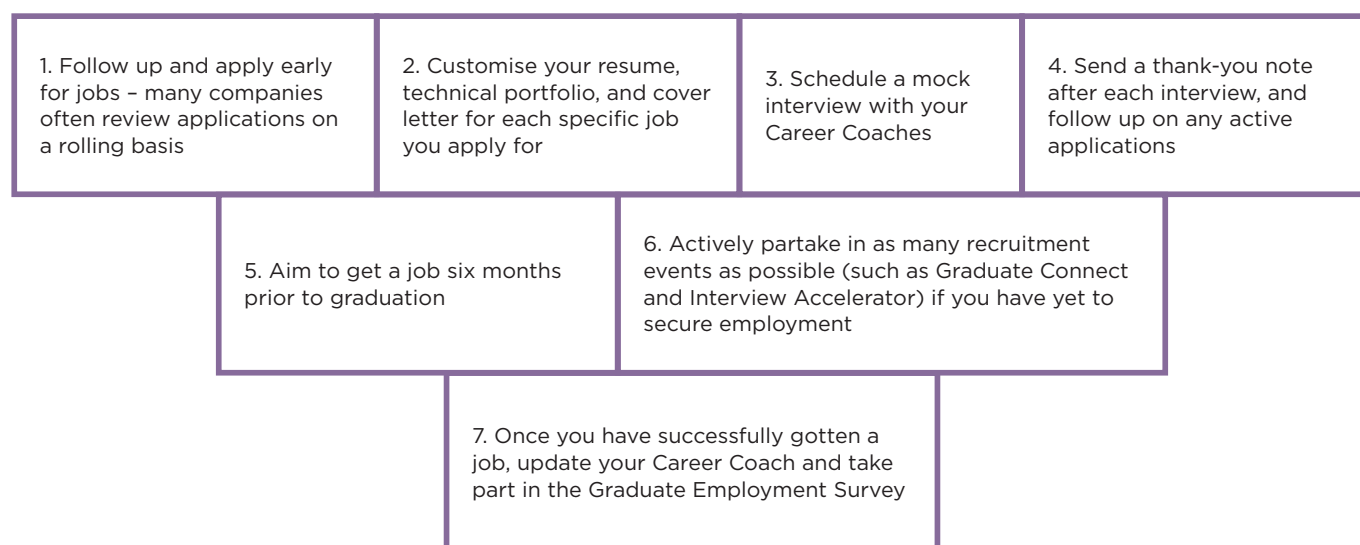 1. Follow up and apply early
for jobs – many companies
often review applications on
a rolling basis
2. Customise your resume,
technical portfolio, and cover
letter for each specific job
you apply for
3. Schedule a mock
interview with your
Career Coaches
4. Send a thank-you note
after each interview, and
follow up on any active
applications
5. Aim to get a job six months
prior to graduation
6. Actively partake in as many recruitment
events as possible (such as Graduate Connect
and Interview Accelerator) if you have yet to
secure employment
7. Once you have successfully gotten a
job, update your Career Coach and take
part in the Graduate Employment Survey